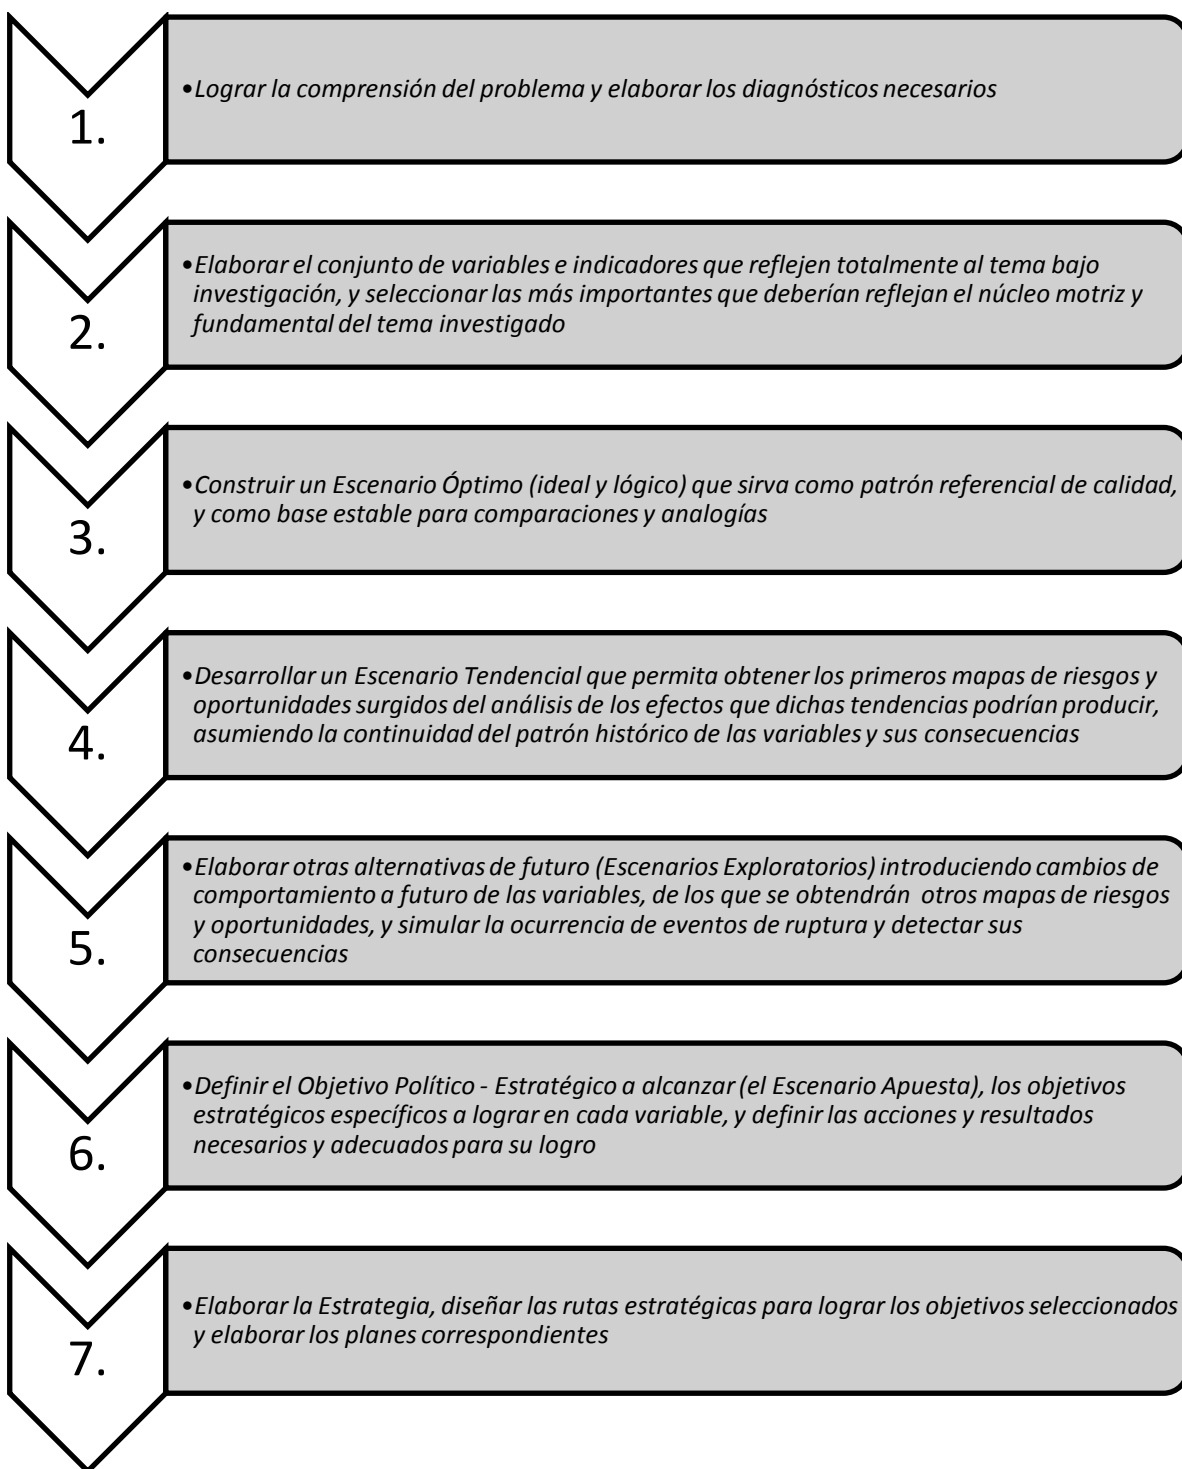 1.
•Lograr la comprensión del problema y elaborar los diagnósticos necesarios
2.
•Elaborar el conjunto de variables e indicadores que reflejen totalmente al tema bajo
investigación, y seleccionar las más importantes que deberían reflejan el núcleo motriz y
fundamental del tema investigado
3.
•Construir un Escenario Óptimo (ideal y lógico) que sirva como patrón referencial de calidad,
y como base estable para comparaciones y analogías
4.
•Desarrollar un Escenario Tendencial que permita obtener los primeros mapas de riesgos y
oportunidades surgidos del análisis de los efectos que dichas tendencias podrían producir,
asumiendo la continuidad del patrón histórico de las variables y sus consecuencias
5.
•Elaborar otras alternativas de futuro (Escenarios Exploratorios) introduciendo cambios de
comportamiento a futuro de las variables, de los que se obtendrán otros mapas de riesgos
y oportunidades, y simular la ocurrencia de eventos de ruptura y detectar sus
consecuencias
6.
•Definir el Objetivo Político - Estratégico a alcanzar (el Escenario Apuesta), los objetivos
estratégicos específicos a lograr en cada variable, y definir las acciones y resultados
necesarios y adecuados para su logro
7.
•Elaborar la Estrategia, diseñar las rutas estratégicas para lograr los objetivos seleccionados
y elaborar los planes correspondientes